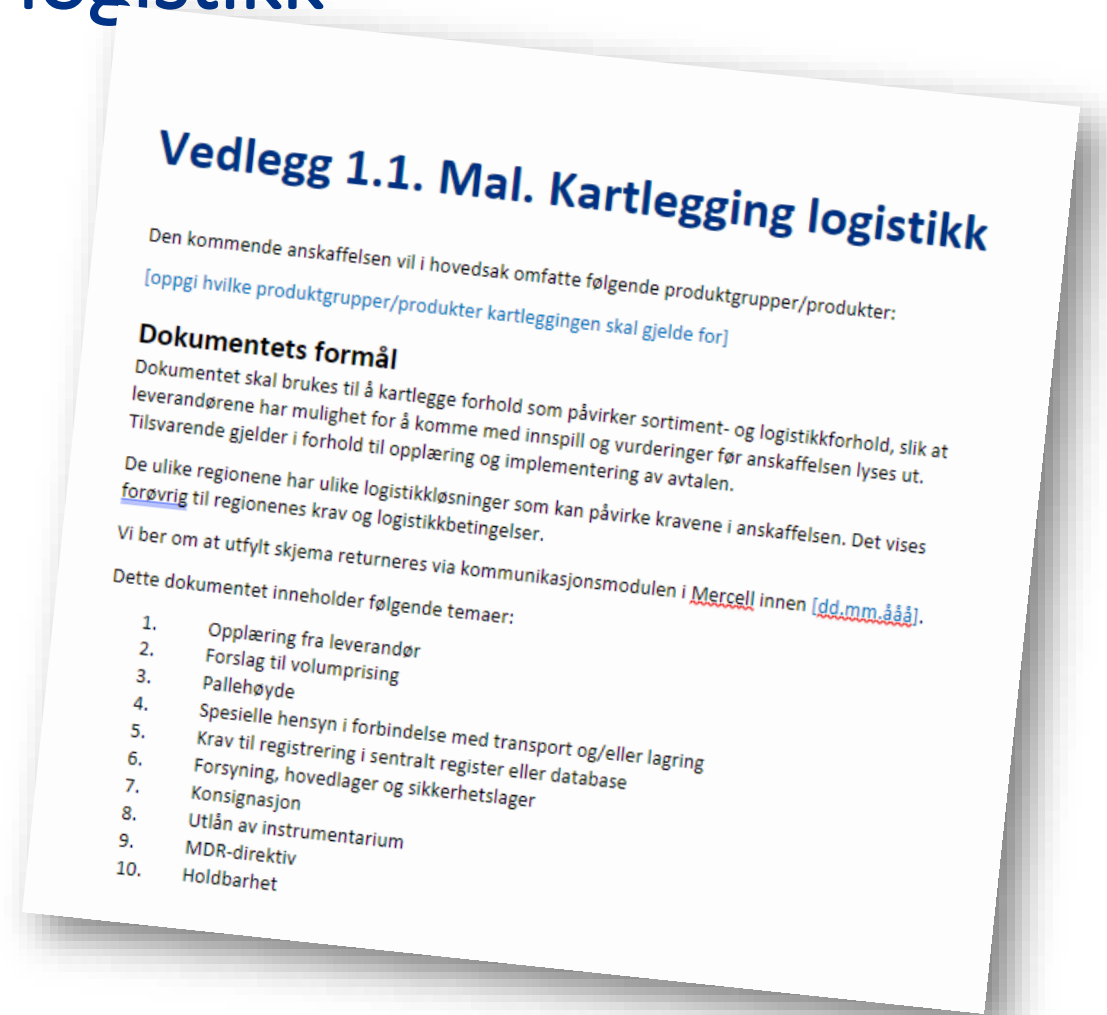 logistikk
Vedlegg 1.1. Mal. Kartlegging logistikk
Den kommende anskaffelsen vil i hovedsak omfatte følgende produktgrupper/produkter:
[oppgi hvilke produktgrupper/produkter kartleggingen skal gjelde for]
Dokumentets formål
Dokumentet skal brukes til å kartlegge forhold som påvirker sortiment- og logistikkforhold, slik at
leverandørene har mulighet for å komme med innspill og vurderinger før anskaffelsen lyses ut.
Tilsvarende gjelder i forhold til opplæring og implementering av avtalen.
De ulike regionene har ulike logistikkløsninger som kan påvirke kravene i anskaffelsen. Det vises
forøvrig til regionenes krav og logistikkbetingelser.
Vi ber om at utfylt skjema returneres via kommunikasjonsmodulen i Mercell innen [dd.mm.ååå].
Dette dokumentet inneholder følgende temaer:
1. Opplæring fra leverandør
2. Forslag til volumprising
3. Pallehøyde
4. Spesielle hensyn i forbindelse med transport og/eller lagring
5. Krav til registrering i sentralt register eller database
6. Forsyning, hovedlager og sikkerhetslager
7. Konsignasjon
8. Utlån av instrumentarium
9. MDR-direktiv
10. Holdbarhet